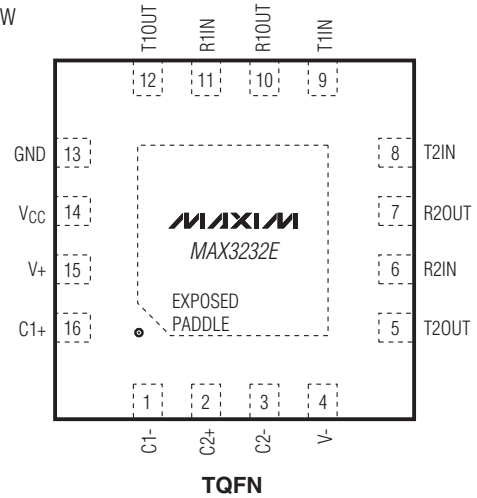 W
T1OUT
R1IN
R1OUT
T1IN
12
11
10
9
GND 13
8 T2IN
VCC 14
7 R2OUT
V+ 15
6 R2IN
C1+ 16
5 T2OUT
MAXIM
MAX3232E
EXPOSED
PADDLE
1
2
3
4
C1-
C2+
C2-
V-
TQFN